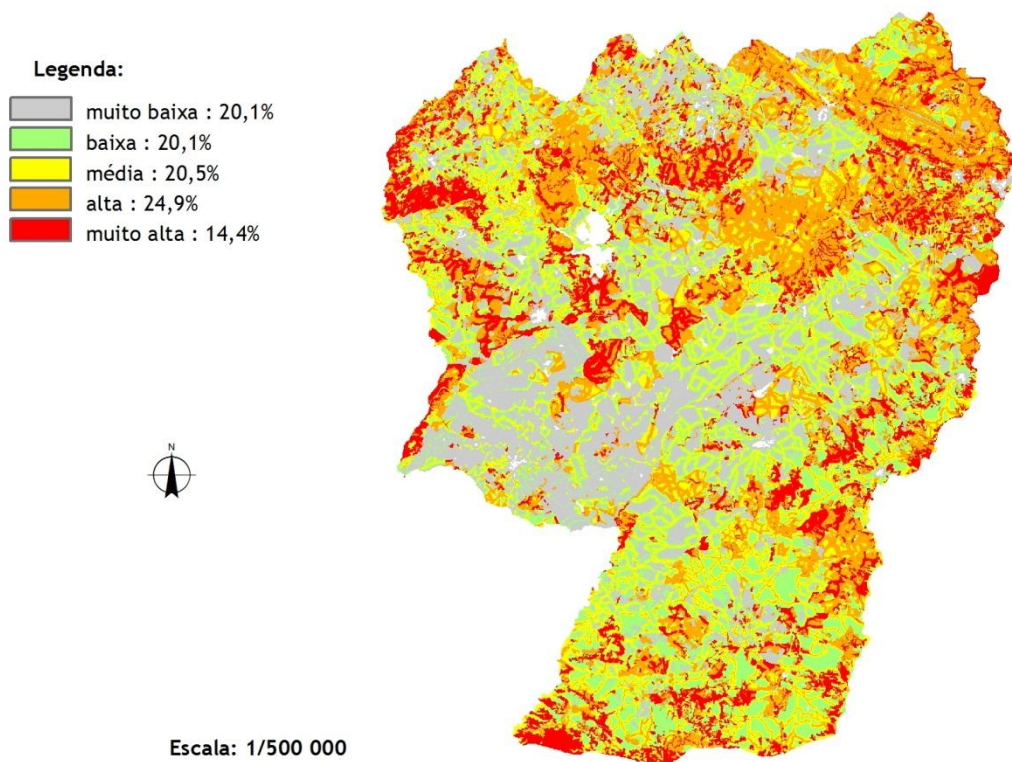 Legenda:
muito baixa : 20,1%
baixa : 20,1%
média : 20,5%
alta : 24,9%
muito alta : 14,4%
N
Escala: 1/500 000